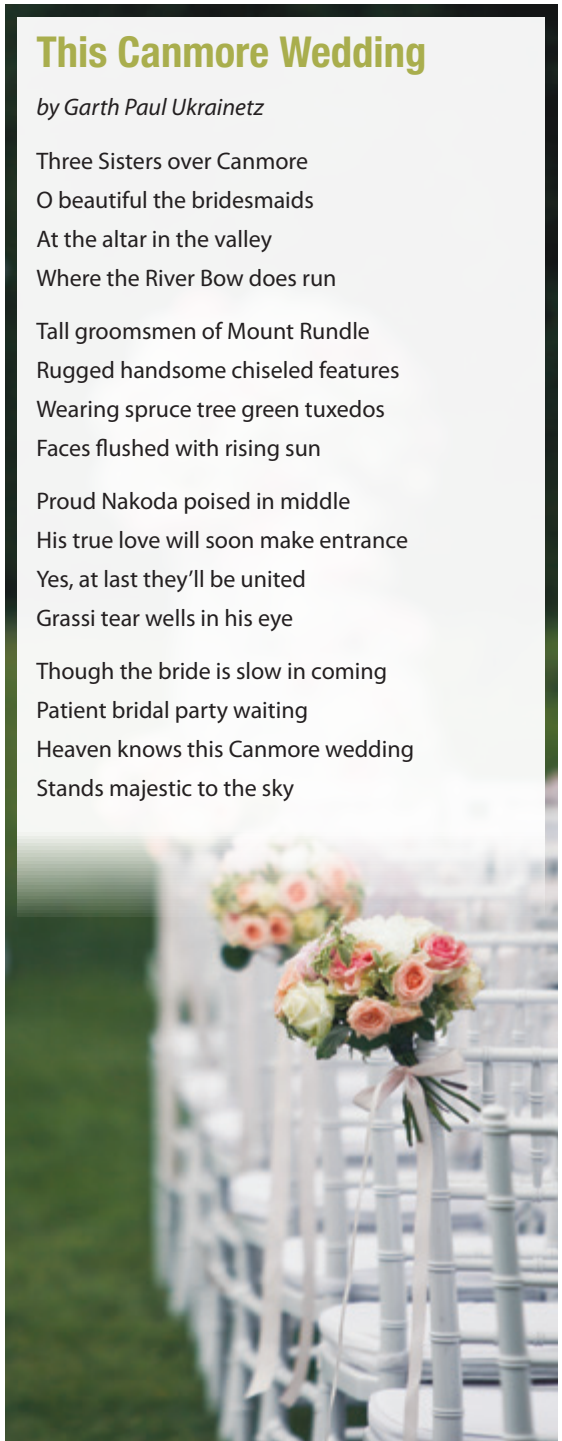 This Canmore Wedding
by Garth Paul Ukrainetz
Three Sisters over Canmore
O beautiful the bridesmaids
At the altar in the valley
Where the River Bow does run
Tall groomsmen of Mount Rundle
Rugged handsome chiseled features
Wearing spruce tree green tuxedos
Faces flushed with rising sun
Proud Nakoda poised in middle
His true love will soon make entrance
Yes, at last they’ll be united
Grassi tear wells in his eye
Though the bride is slow in coming
Patient bridal party waiting
Heaven knows this Canmore wedding
Stands majestic to the sky